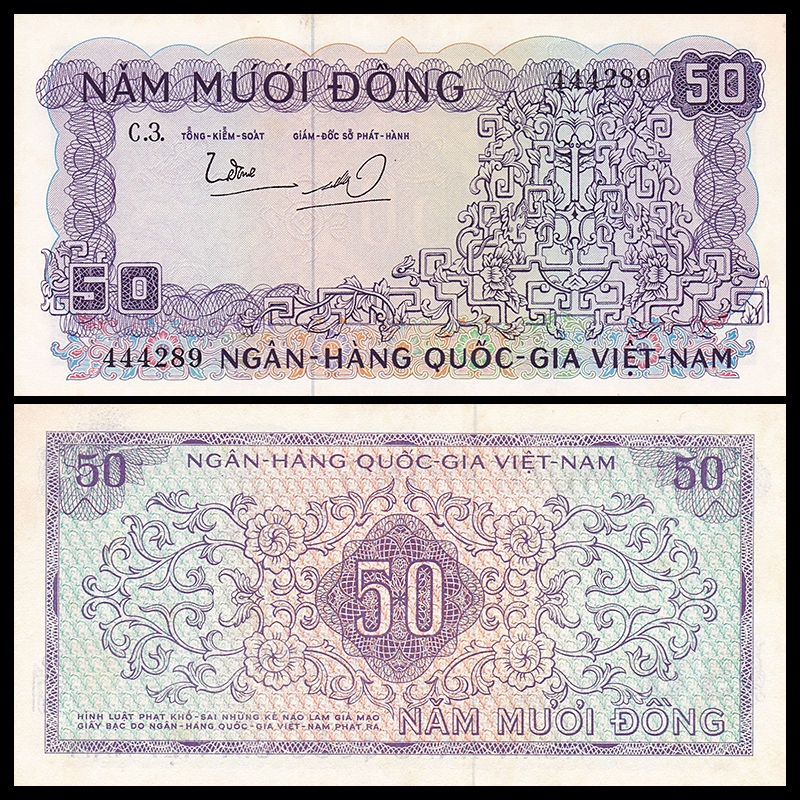 NĂM MƯƠI ĐỒNG
444289
50
C.3.
TỔNG-KIỂM-SOÁT
GIÁM-ĐỐC SỞ PHÁT-HÀNH
50
444289
NGÂN-HÀNG QUỐC-GIA VIỆT-NAM
50
NGÂN-HÀNG QUỐC-GIA VIỆT-NAM
50
50
HÌNH LUẬT PHẠT KHỔ-SAI NHỮNG KẺ NÀO LÀM GIẢ MẠO
GIẤY BẠC DO NGÂN-HÀNG QUỐC-GIA VIỆT-NAM PHÁT RA.
NĂM MƯƠI ĐỒNG